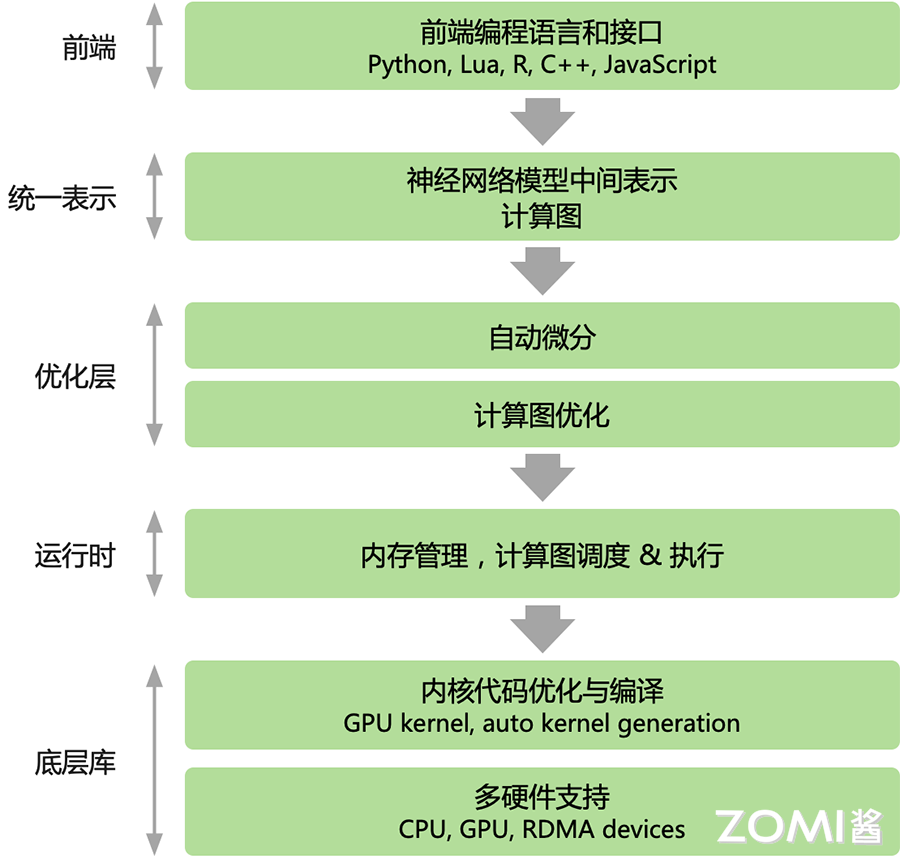 前端
前端编程语言和接口
Python, Lua, R, C++, JavaScript
统一表示
神经网络模型中间表示
计算图
优化层
自动微分
计算图优化
运行时
内存管理，计算图调度 & 执行
底层库
内核代码优化与编译
GPU kernel, auto kernel generation
多硬件支持
CPU, GPU, RDMA devices
ZOMI酱